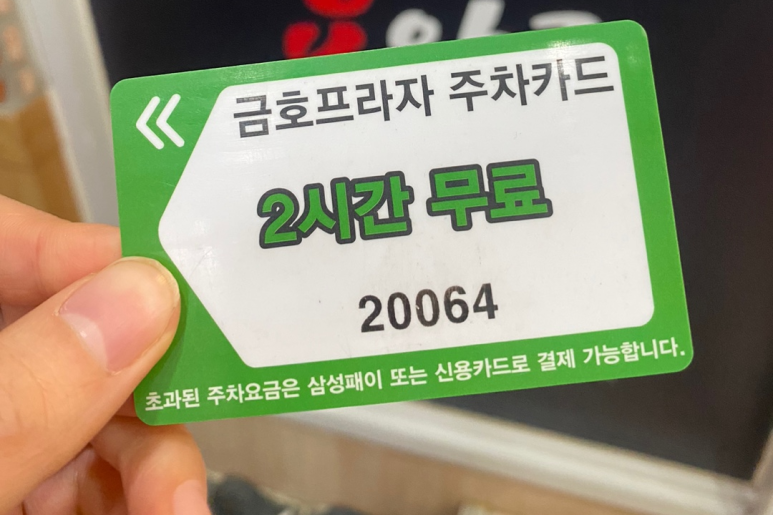 금호프라자 주차카드
2시간 무료
20064
초과된 주차요금은 삼성패이 또는 신용카드로 결제 가능합니다.